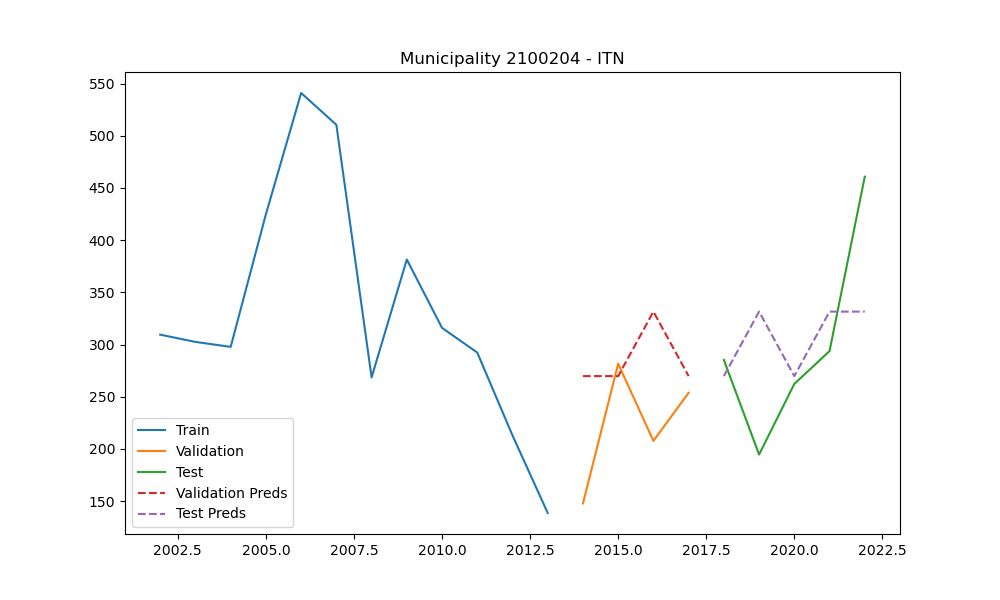 Municipality 2100204 - ITN
550
500
450
400
350
300
250
200
150
Train
Validation
Test
Validation Preds
Test Preds
2002.5 2005.0 2007.5 2010.0 2012.5 2015.0 2017.5 2020.0 2022.5